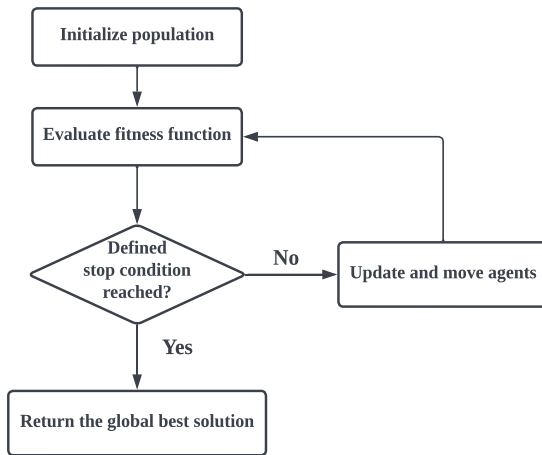 Initialize population
Evaluate fitness function
Defined
stop condition
reached?
No
Update and move agents
Yes
Return the global best solution